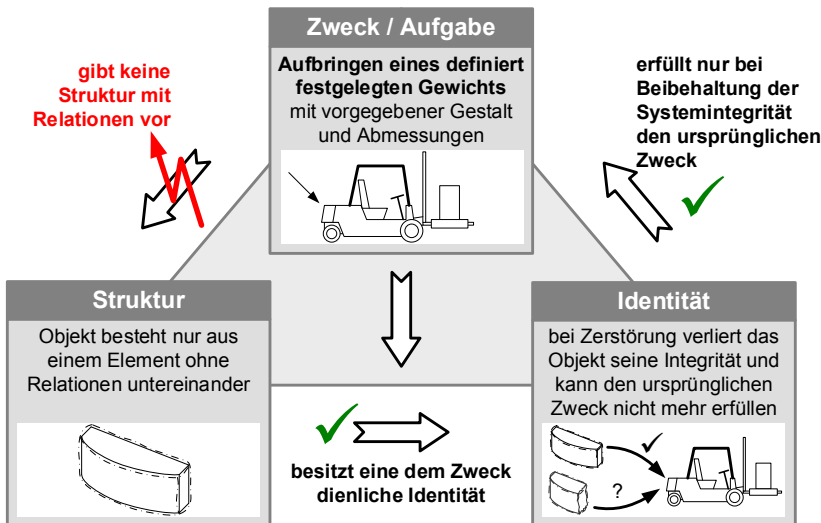 Zweck / Aufgabe
Aufbringen eines definiert
festgelegten Gewichts
mit vorgegebener Gestalt
und Abmessungen
gibt keine
Struktur mit
Relationen vor
erfüllt nur bei
Beibehaltung der
Systemintegrität
den ursprünglichen
Zweck
Struktur
Objekt besteht nur aus
einem Element ohne
Relationen untereinander
besitzt eine dem Zweck
dienliche Identität
Identität
bei Zerstörung verliert das
Objekt seine Integrität und
kann den ursprünglichen
Zweck nicht mehr erfüllen
?